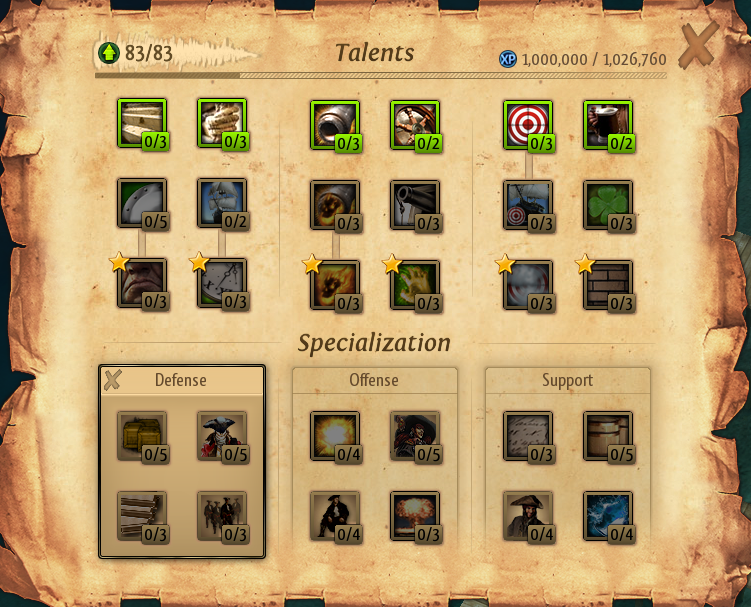 83/83
Talents
XP 1,000,000 / 1,026,760
0/3 0/3 0/3 0/2 0/3 0/2
0/5 0/2 0/3 0/3 0/3 0/3
0/3 0/3 0/3 0/3 0/3 0/3
Specialization
Defense Offense Support
0/5 0/5 0/4 0/5 0/3 0/5
0/3 0/3 0/4 0/3 0/4 0/4